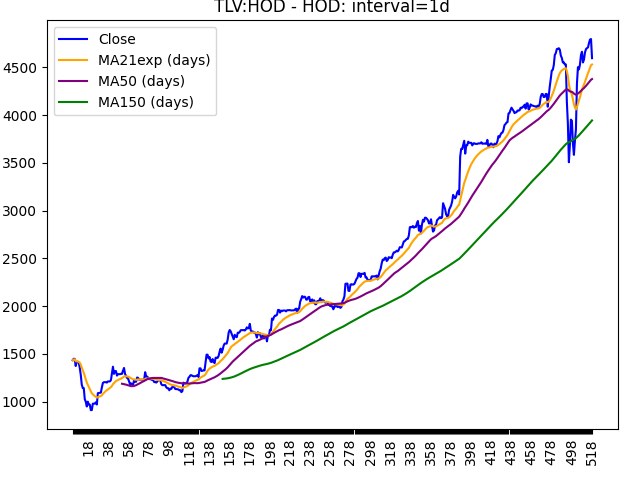 TLV:HOD - HOD: interval=1d
Close
MA21exp (days)
MA50 (days)
MA150 (days)
4500
4000
3500
3000
2500
2000
1500
1000
18 38 58 78 98 118 138 158 178 198 218 238 258 278 298 318 338 358 378 398 418 438 458 478 498 518